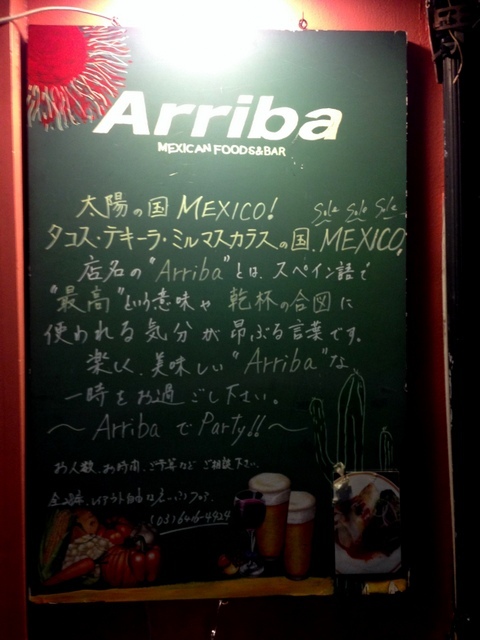 Arriba
MEXICAN FOODS&BAR
太陽の国 MEXICO! Sole Sole Sole
タコス・テキーラ・ミルマスカラスの国、MEXICO!
店名の"Arriba"とは、スペイン語で
"最高"という意味や 乾杯の合図に
使われる気分が昂ぶる言葉です。
楽しく、美味しい"Arriba"な
一時をお過ごし下さい。
〜 Arriba で Party!! 〜
お人数、お時間、ご予算など ご相談下さい。